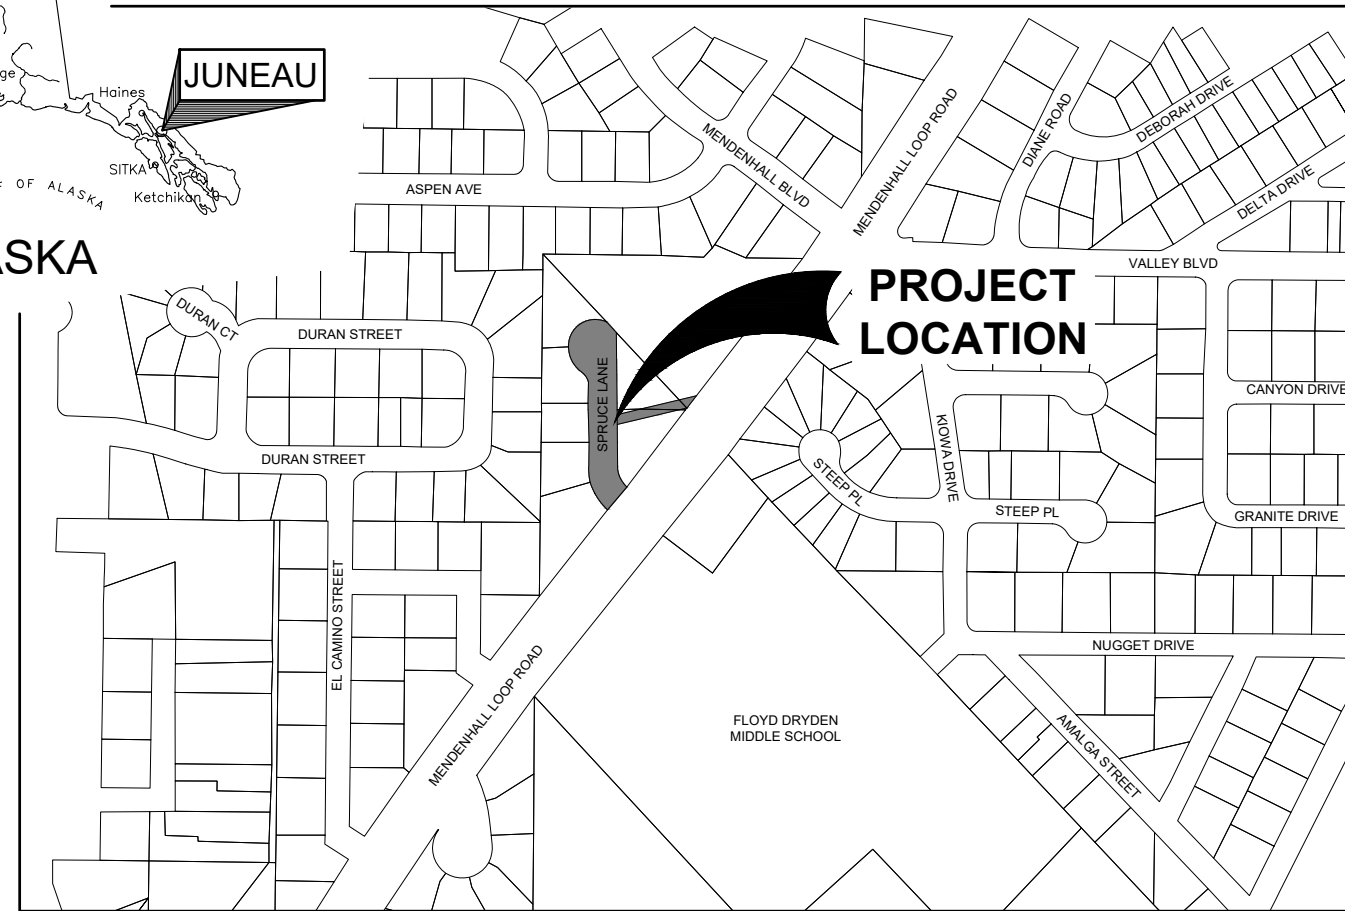 JUNEAU
ge
Haines
SITKA
OF ALASKA
Ketchikan
ASKA
ASPEN AVE
MENDENHALL BLVD
MENDENHALL LOOP ROAD
DIANE ROAD
DEBORAH DRIVE
DELTA DRIVE
VALLEY BLVD
PROJECT
LOCATION
DURAN CT
DURAN STREET
SPRUCE LANE
CANYON DRIVE
KIOWA DRIVE
DURAN STREET
STEEP PL
STEEP PL
GRANITE DRIVE
EL CAMINO STREET
NUGGET DRIVE
MENDENHALL LOOP ROAD
FLOYD DRYDEN
MIDDLE SCHOOL
AMALGA STREET